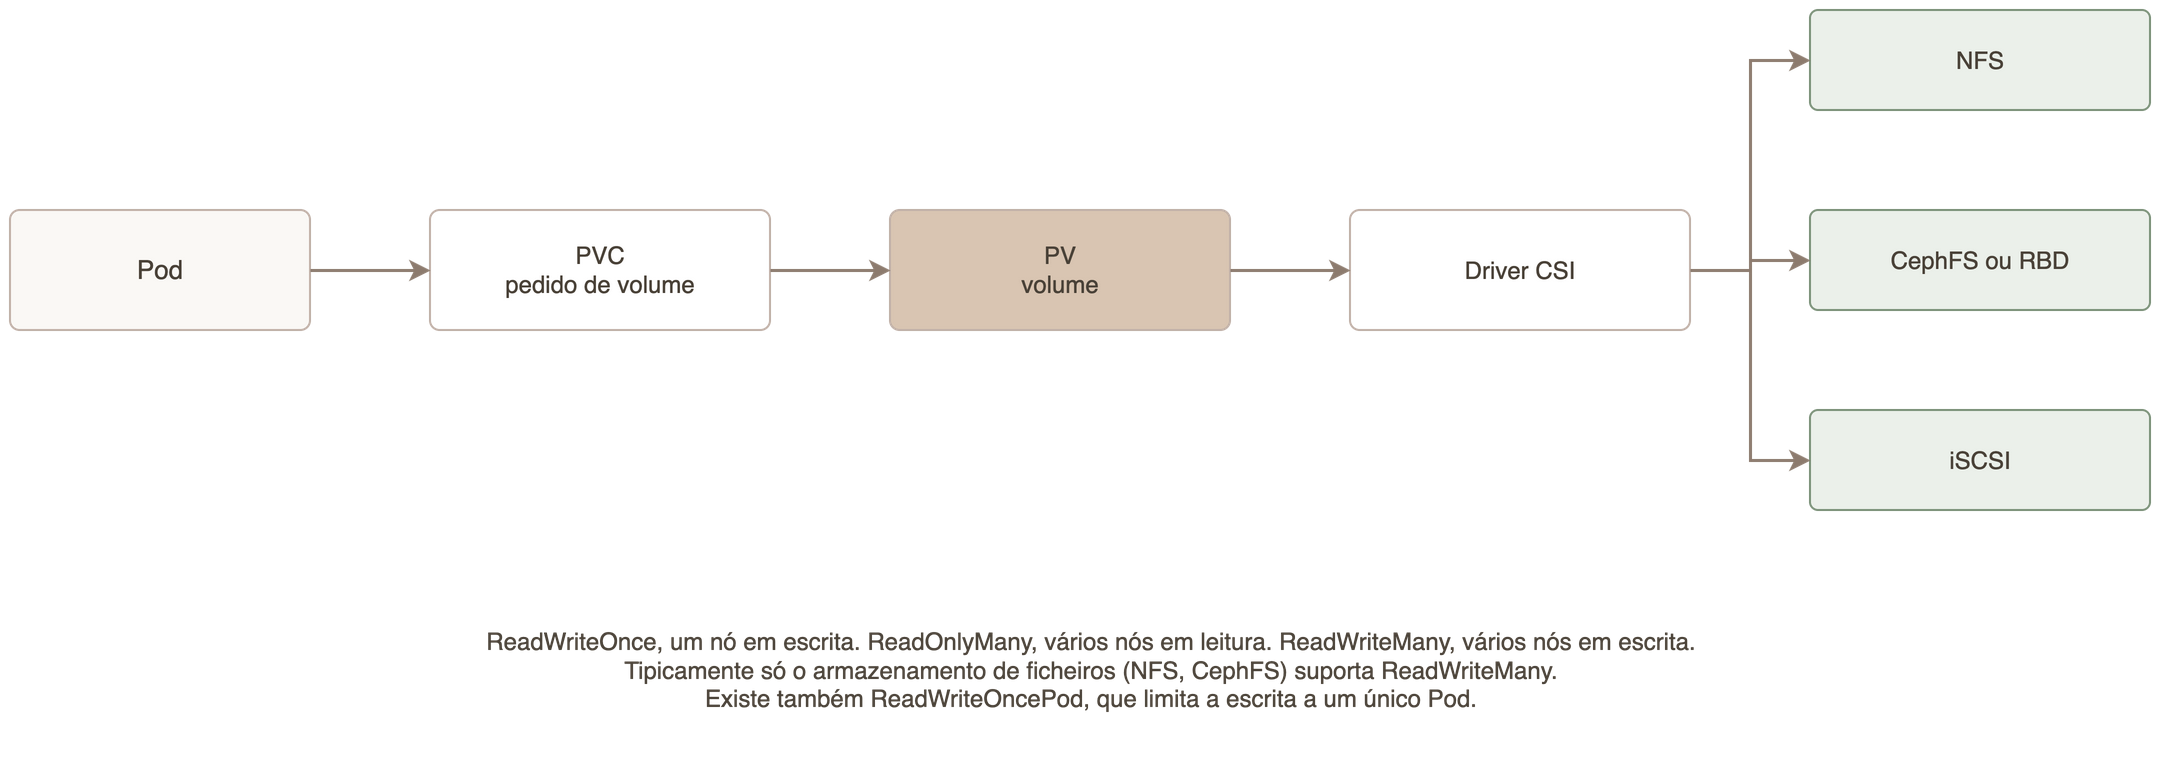 Pod
PVC
pedido de volume
PV
volume
Driver CSI
NFS
CephFS ou RBD
iSCSI
ReadWriteOnce, um nó em escrita. ReadOnlyMany, vários nós em leitura. ReadWriteMany, vários nós em escrita.
Tipicamente só o armazenamento de ficheiros (NFS, CephFS) suporta ReadWriteMany.
Existe também ReadWriteOncePod, que limita a escrita a um único Pod.